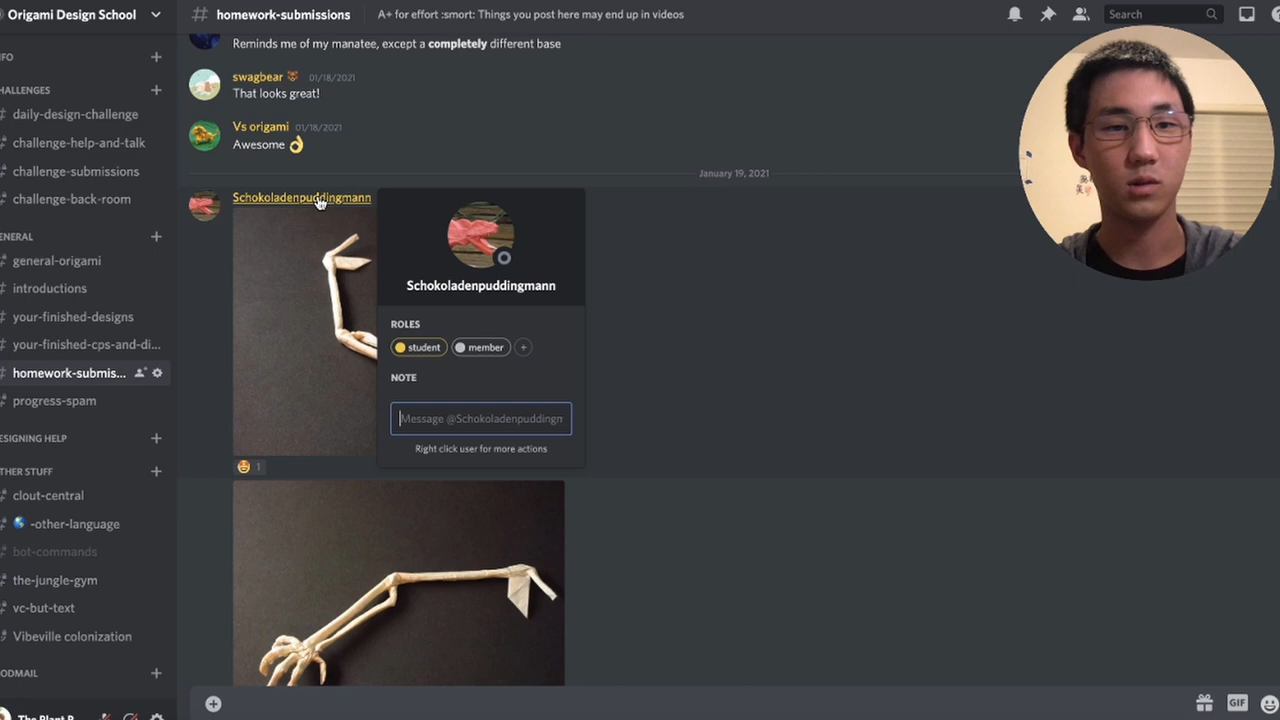 Origami Design School
homework-submissions
A+ for effort :smort: Things you post here may end up in videos
Search
NFO
HALLENGES
daily-design-challenge
challenge-help-and-talk
challenge-submissions
challenge-back-room
ENERAL
general-origami
introductions
your-finished-designs
your-finished-cps-and-di...
homework-submis...
progress-spam
ESIGNING HELP
THER STUFF
clout-central
-other-language
bot-commands
the-jungle-gym
vc-but-text
Vibeville colonization
ODMAIL
The Plant P
Reminds me of my manatee, except a completely different base
swagbear 01/18/2021
That looks great!
Vs origami 01/18/2021
Awesome
January 19, 2021
Schokoladenpuddingmann
Schokoladenpuddingmann
ROLES
student
member
NOTE
Message @Schokoladenpuddingm
Right click user for more actions
1
GIF